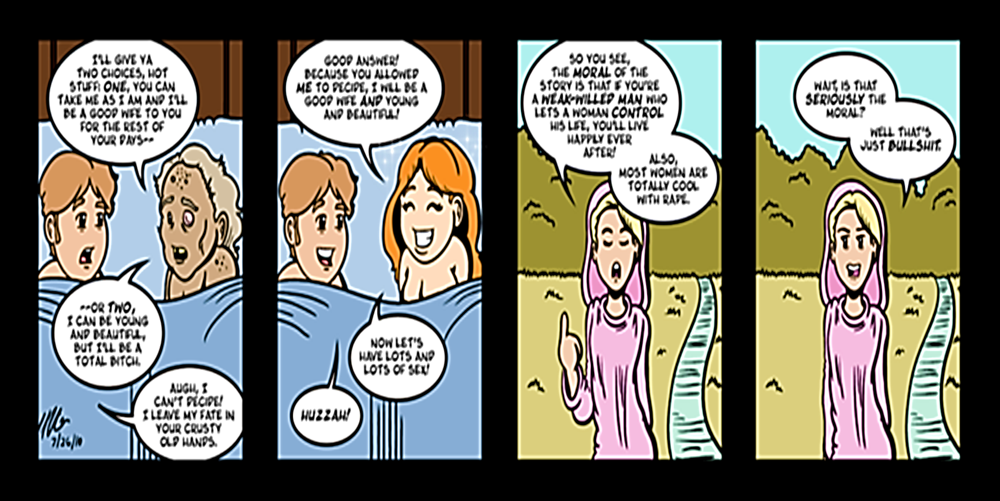 I'LL GIVE YA
TWO CHOICES, HOT
STUFF: ONE, YOU CAN
TAKE ME AS I AM AND I'LL
BE A GOOD WIFE TO YOU
FOR THE REST OF
YOUR DAYS--
--OR TWO,
I CAN BE YOUNG
AND BEAUTIFUL,
BUT I'LL BE A
TOTAL BITCH.
AUGH, I
CAN'T DECIDE!
I LEAVE MY FATE IN
YOUR CRUSTY
OLD HANDS.
7/26/10
GOOD ANSWER!
BECAUSE YOU ALLOWED
ME TO DECIDE, I WILL BE A
GOOD WIFE AND YOUNG
AND BEAUTIFUL!
NOW LET'S
HAVE LOTS AND
LOTS OF SEX!
HUZZAH!
SO YOU SEE,
THE MORAL OF THE
STORY IS THAT IF YOU'RE
A WEAK-WILLED MAN WHO
LETS A WOMAN CONTROL
HIS LIFE, YOU'LL LIVE
HAPPILY EVER
AFTER!
ALSO,
MOST WOMEN ARE
TOTALLY COOL
WITH RAPE.
WAIT, IS THAT
SERIOUSLY THE
MORAL?
WELL THAT'S
JUST BULLSHIT.